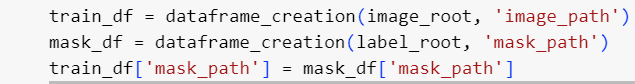 train_df = dataframe_creation(image_root, 'image_path')
mask_df = dataframe_creation(label_root, 'mask_path')
train_df['mask_path'] = mask_df['mask_path']